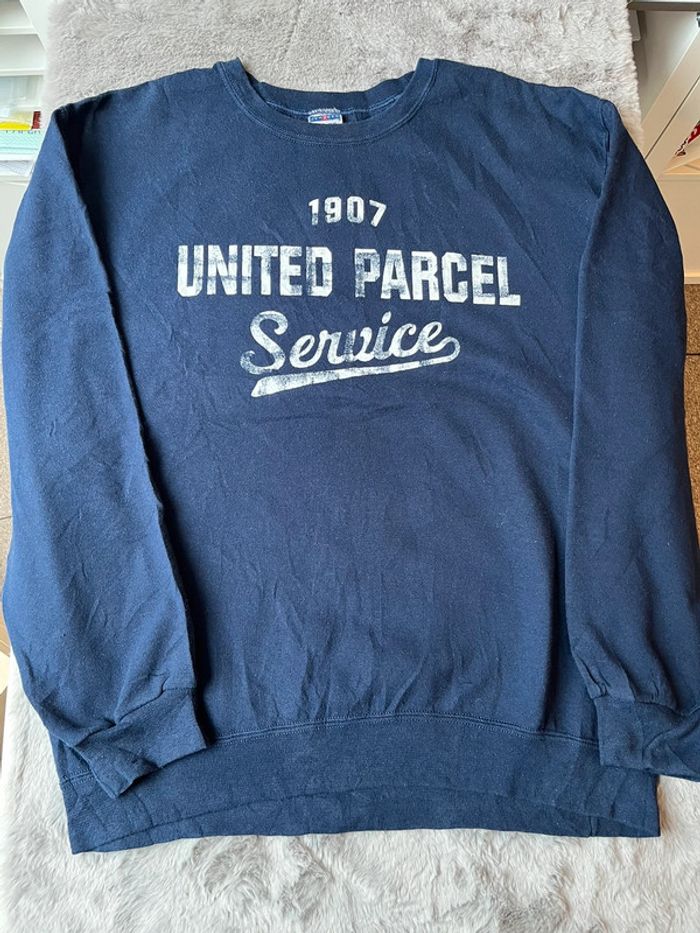 1907
UNITED PARCEL
Service